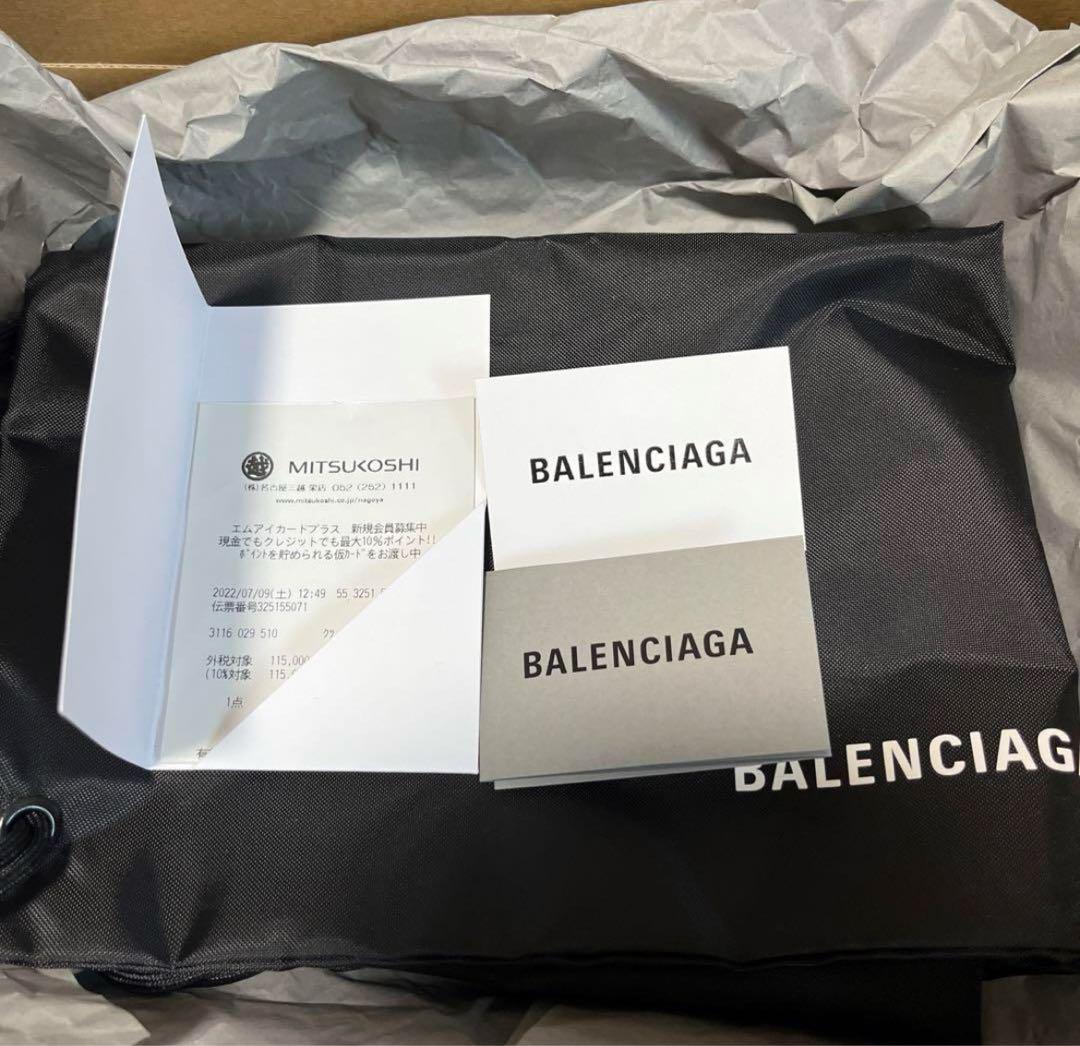 越 MITSUKOSHI
(株)名古屋三越 栄店 052 (252) 1111
www.mitsukoshi.co.jp/nagoya
エムアイカードプラス 新規会員募集中
現金でもクレジットでも最大10%ポイント!!
ポイントを貯められる仮カードをお渡し中
2022/07/09(土) 12:49 55 3251
伝票番号325155071
3116 029 510
外税対象 115,000
(10%対象 115,
1点
BALENCIAGA
BALENCIAGA
BALENCIAG